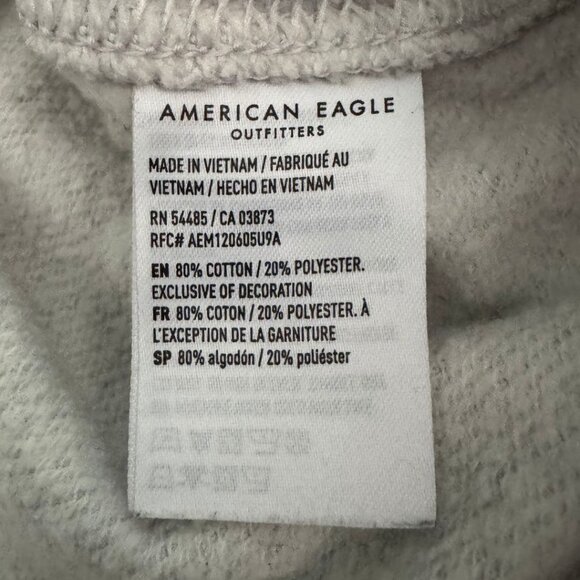 AMERICAN EAGLE
OUTFITTERS
MADE IN VIETNAM / FABRIQUÉ AU
VIETNAM / HECHO EN VIETNAM
RN 54485 / CA 03873
RFC# AEM120605U9A
EN 80% COTTON / 20% POLYESTER.
EXCLUSIVE OF DECORATION
FR 80% COTON / 20% POLYESTER. À
L'EXCEPTION DE LA GARNITURE
SP 80% algodón / 20% poliéster